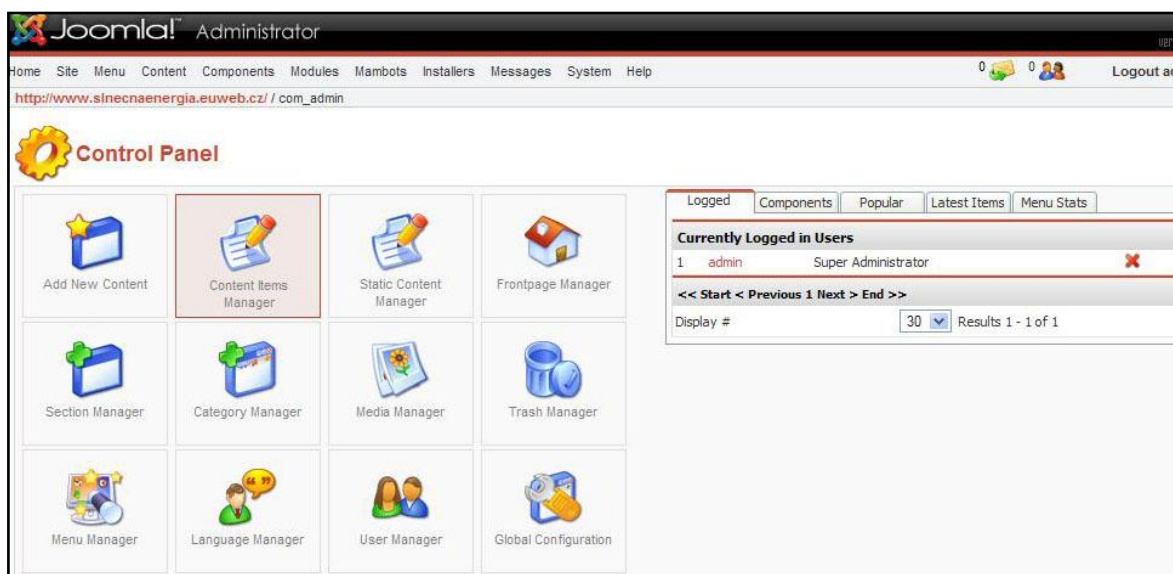 Joomla!™ Administrator
Home Site Menu Content Components Modules Mambots Installers Messages System Help 0 0 Logout
http://www.slnecnaenergia.euweb.cz/ / com_admin
Control Panel
Add New Content
Content Items Manager
Static Content Manager
Frontpage Manager
Section Manager
Category Manager
Media Manager
Trash Manager
Menu Manager
Language Manager
User Manager
Global Configuration
Logged Components Popular Latest Items Menu Stats
Currently Logged in Users
1 admin Super Administrator
<< Start < Previous 1 Next > End >>
Display # 30 Results 1 - 1 of 1